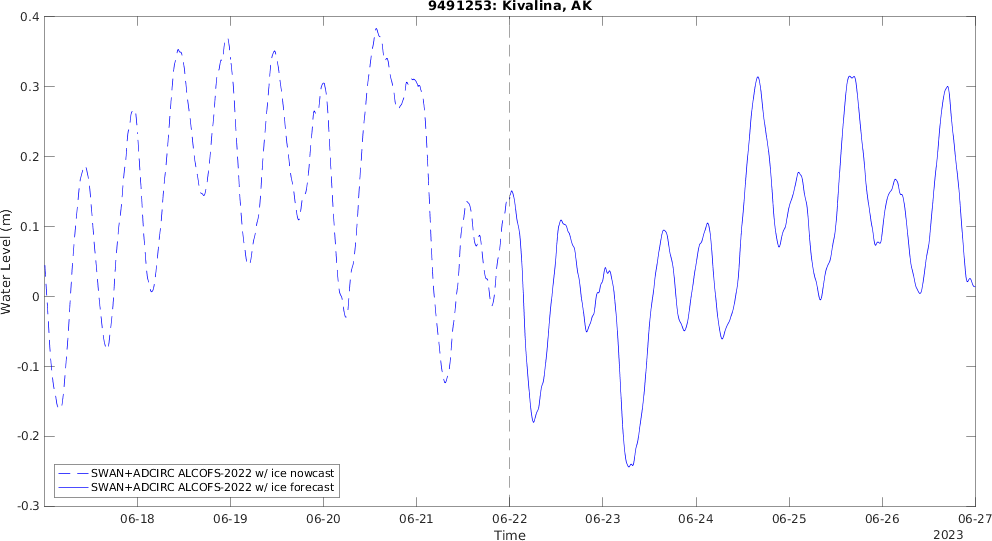 9491253: Kivalina, AK
0.4
0.3
0.2
0.1
0
-0.1
-0.2
-0.3
Water Level (m)
SWAN+ADCIRC ALCOFS-2022 w/ ice nowcast
SWAN+ADCIRC ALCOFS-2022 w/ ice forecast
06-18 06-19 06-20 06-21 06-22 06-23 06-24 06-25 06-26 06-27
Time
2023